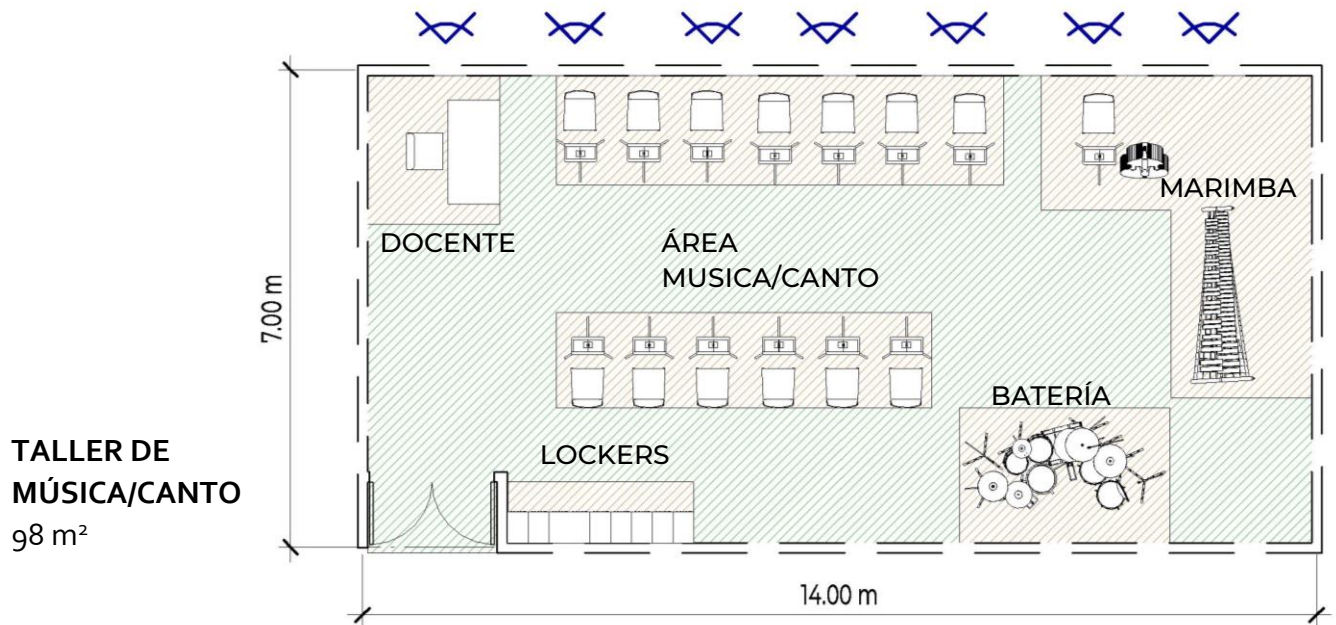 MARIMBA
DOCENTE
ÁREA
MUSICA/CANTO
7.00 m
BATERÍA
LOCKERS
TALLER DE
MÚSICA/CANTO
98 m²
14.00 m